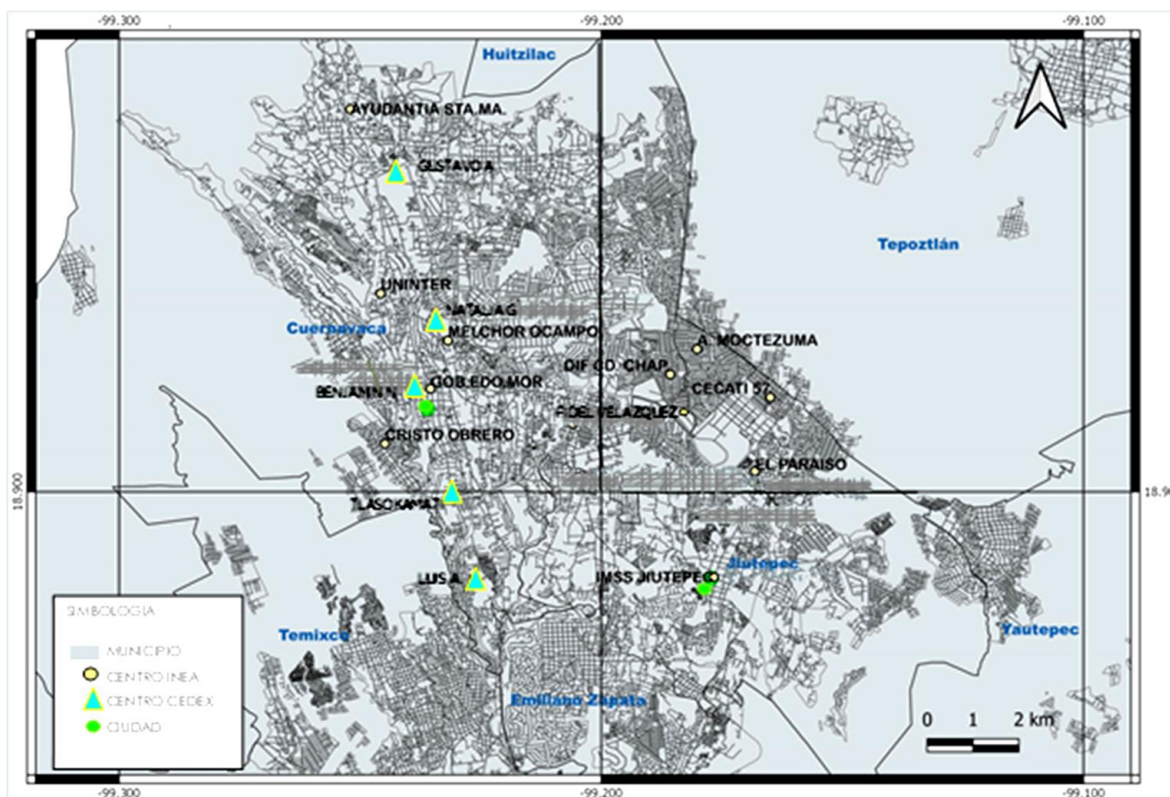 -99.300
-99.200
-99.100
Huitzilac
AYUDANTIA STA.MA.
GUSTAVO A
Tepoztlán
UNINTER
NATALIA G
Cuernavaca
MELCHOR OCAMPO
A. MOCTEZUMA
DIF CD. CHAP.
GOB.EDO.MOR
CECATI 57
BENJAMIN N
FIDEL VELAZQUEZ
CRISTO OBRERO
EL PARAISO
18.900
18.90
Jiutepec
LUIS A
IMSS JIUTEPEC
SIMBOLOGIA
MUNICIPIO
CENTRO INEA
CENTRO CEDEX
CIUDAD
Temixco
Yautepec
Emiliano Zapata
0 1 2 km
-99.300
-99.200
-99.100